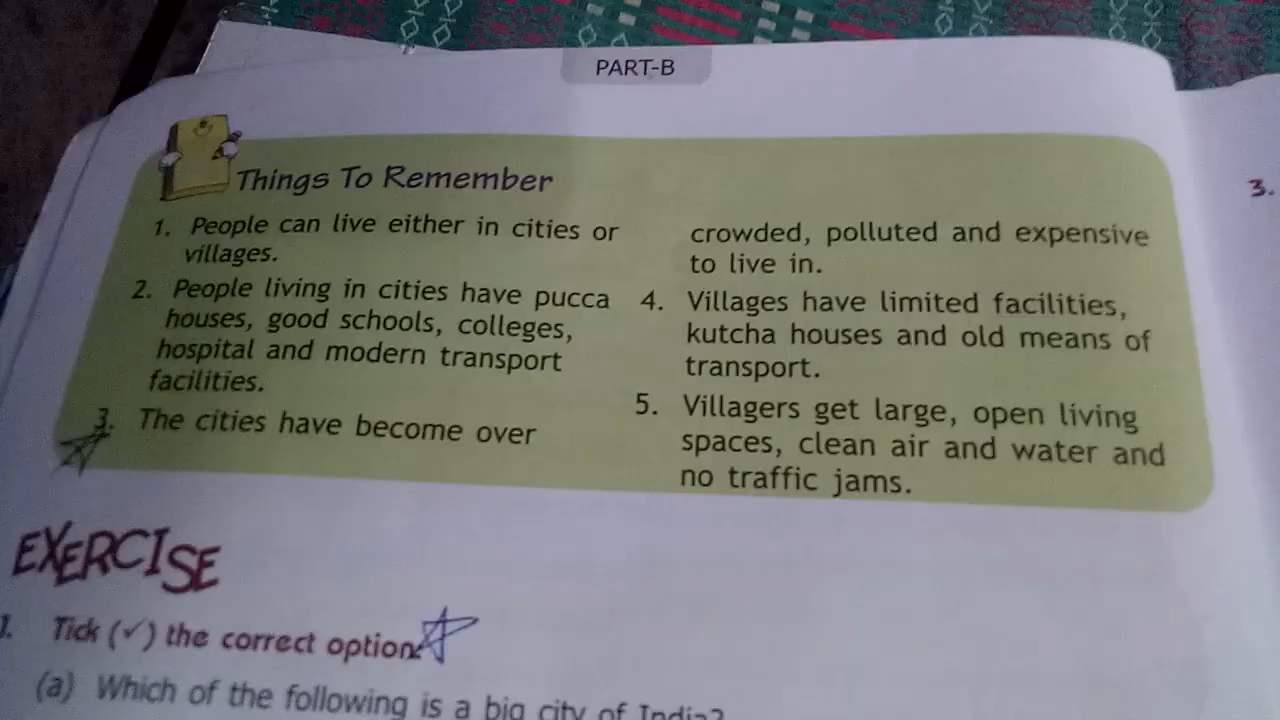 PART-B
Things To Remember
1. People can live either in cities or
villages.
2. People living in cities have pucca
houses, good schools, colleges,
hospital and modern transport
facilities.
3. The cities have become over
crowded, polluted and expensive
to live in.
4. Villages have limited facilities,
kutcha houses and old means of
transport.
5. Villagers get large, open living
spaces, clean air and water and
no traffic jams.
EXERCISE
1. Tick (✓) the correct option.
(a) Which of the following is a big city of India?
3.